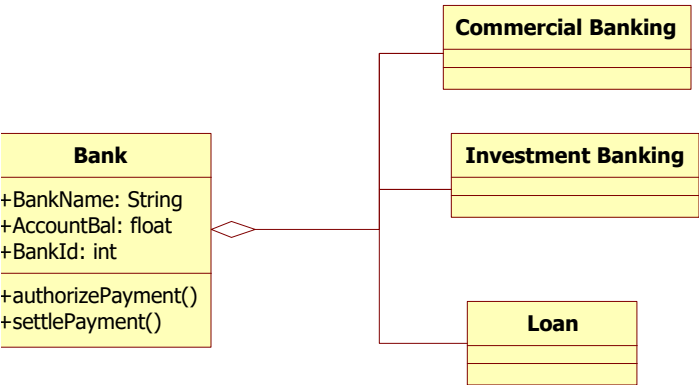 Commercial Banking
Bank
Investment Banking
+BankName: String
+AccountBal: float
+BankId: int
+authorizePayment()
+settlePayment()
Loan